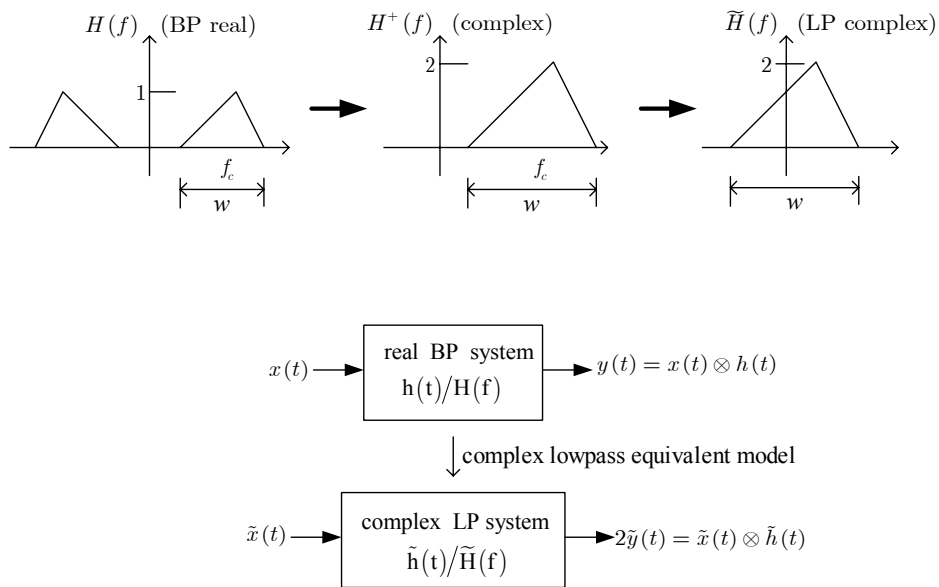 H(f) (BP real)
H⁺(f) (complex)
H̃(f) (LP complex)
1
2
2
f_c
f_c
w
w
w
x(t)
real BP system
h(t)/H(f)
y(t) = x(t) ⊗ h(t)
complex lowpass equivalent model
x̃(t)
complex LP system
h̃(t)/H̃(f)
2ỹ(t) = x̃(t) ⊗ h̃(t)